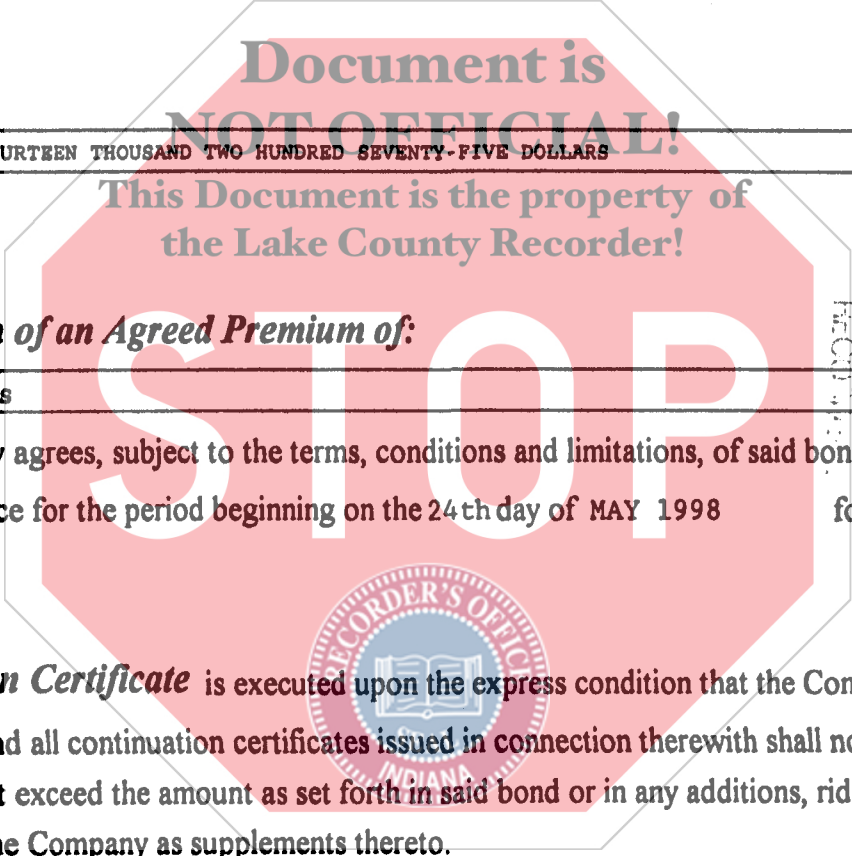 Document is
NOT OFFICIAL!
URTEEN THOUSAND TWO HUNDRED SEVENTY-FIVE DOLLARS
This Document is the property of
the Lake County Recorder!
of an Agreed Premium of:
STOP
s
agrees, subject to the terms, conditions and limitations, of said bon
ce for the period beginning on the 24th day of MAY 1998 fo
RECORDER'S OFFIC
n Certificate is executed upon the express condition that the Con
nd all continuation certificates issued in connection therewith shall no
INDIANA
t exceed the amount as set forth in said bond or in any additions, rid
e Company as supplements thereto.